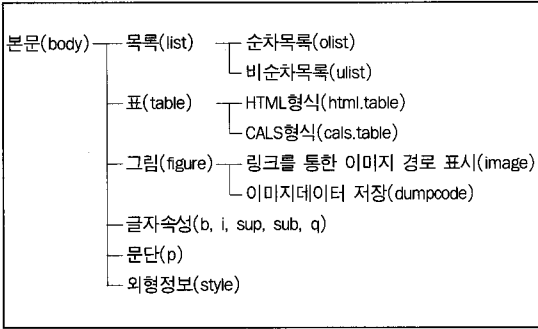 본문(body) 목록(list) 순차목록(olist)
비순차목록(ulist)
표(table) HTML형식(html.table)
CALS형식(cals.table)
그림(figure) 링크를 통한 이미지 경로 표시(image)
이미지데이터 저장(dumpcode)
글자속성(b, i, sup, sub, q)
문단(p)
외형정보(style)